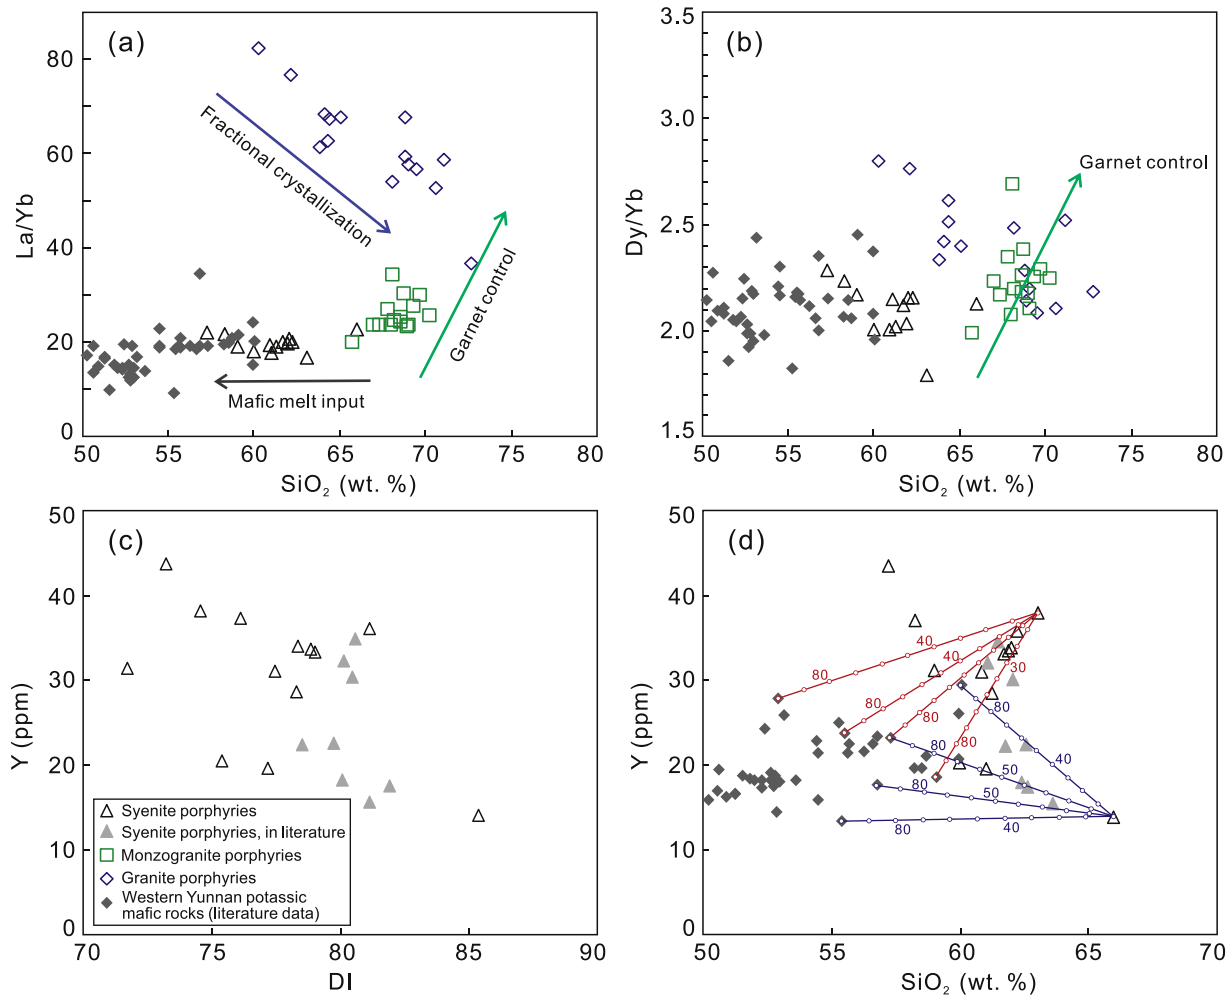 (a)
80
60
40
20
0
La/Yb
Fractional crystallization
Garnet control
Mafic melt input
50
55
60
65
70
75
80
SiO₂ (wt. %)
(b)
3.5
3.0
2.5
2.0
1.5
Dy/Yb
Garnet control
50
55
60
65
70
75
80
SiO₂ (wt. %)
(c)
50
40
30
20
10
0
Y (ppm)
Syenite porphyries
Syenite porphyries, in literature
Monzogranite porphyries
Granite porphyries
Western Yunnan potassic
mafic rocks (literature data)
70
75
80
85
90
DI
(d)
50
40
30
20
10
0
Y (ppm)
40
40
30
80
80
80
80
80
40
80
50
80
50
80
40
50
60
65
70
SiO₂ (wt. %)